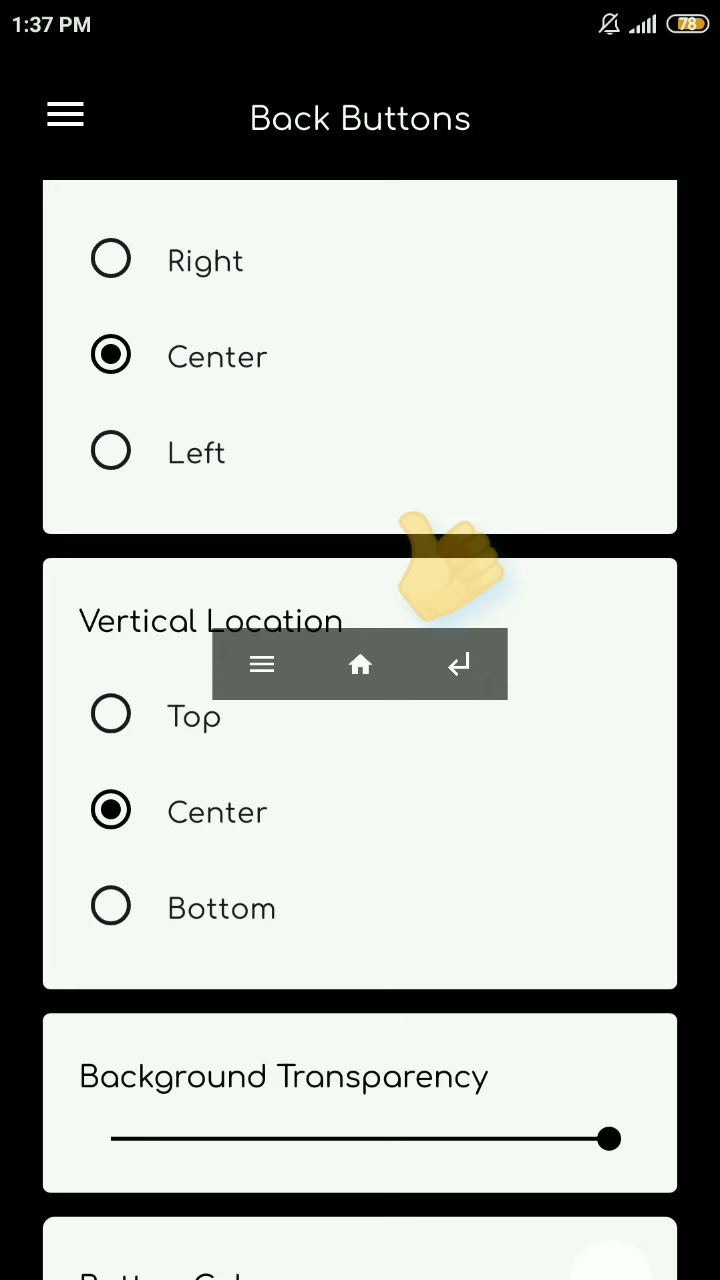 1:37 PM
78
Back Buttons
Right
Center
Left
Vertical Location
Top
Center
Bottom
Background Transparency